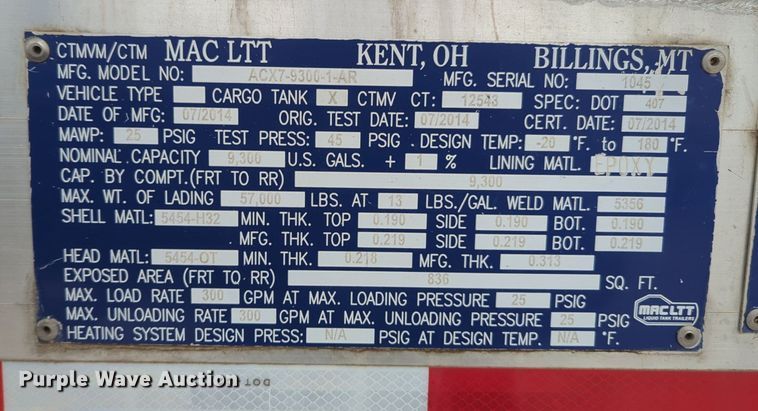 CTMVM/CTM MAC LTT KENT, OH BILLINGS, MT
MFG. MODEL NO: ACX7-9300-1-AR MFG. SERIAL NO: 1045
VEHICLE TYPE CARGO TANK X CTMV CT: 12543 SPEC: DOT 407
DATE OF MFG: 07/2014 ORIG. TEST DATE: 07/2014 CERT. DATE: 07/2014
MAWP: 25 PSIG TEST PRESS: 45 PSIG . DESIGN TEMP: -20 °F. to 180 °F.
NOMINAL CAPACITY 9,300 U.S. GALS. + 1 % LINING MATL. EPOXY
CAP. BY COMPT.(FRT TO RR) 9,300
MAX. WT. OF LADING 57,000 LBS. AT 13 LBS./GAL. WELD MATL. 5356
SHELL MATL: 5454-H32 MIN. THK. TOP 0.190 SIDE 0.190 BOT. 0.190
MFG. THK. TOP 0.219 SIDE 0.219 BOT. 0.219
HEAD MATL: 5454-OT MIN. THK. 0.218 MFG. THK. 0.313
EXPOSED AREA (FRT TO RR) 836 SQ. FT.
MAX. LOAD RATE 300 GPM AT MAX. LOADING PRESSURE 25 PSIG
MAX. UNLOADING RATE 300 GPM AT MAX. UNLOADING PRESSURE 25 PSIG
HEATING SYSTEM DESIGN PRESS: N/A PSIG AT DESIGN TEMP. N/A °F.
MAC LTT
LIQUID TANK TRAILERS
Purple Wave Auction
DOT